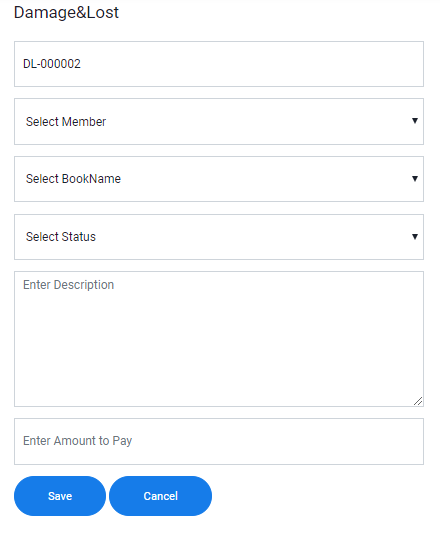 Damage&Lost
DL-000002
Select Member
Select BookName
Select Status
Enter Description
Enter Amount to Pay
Save Cancel